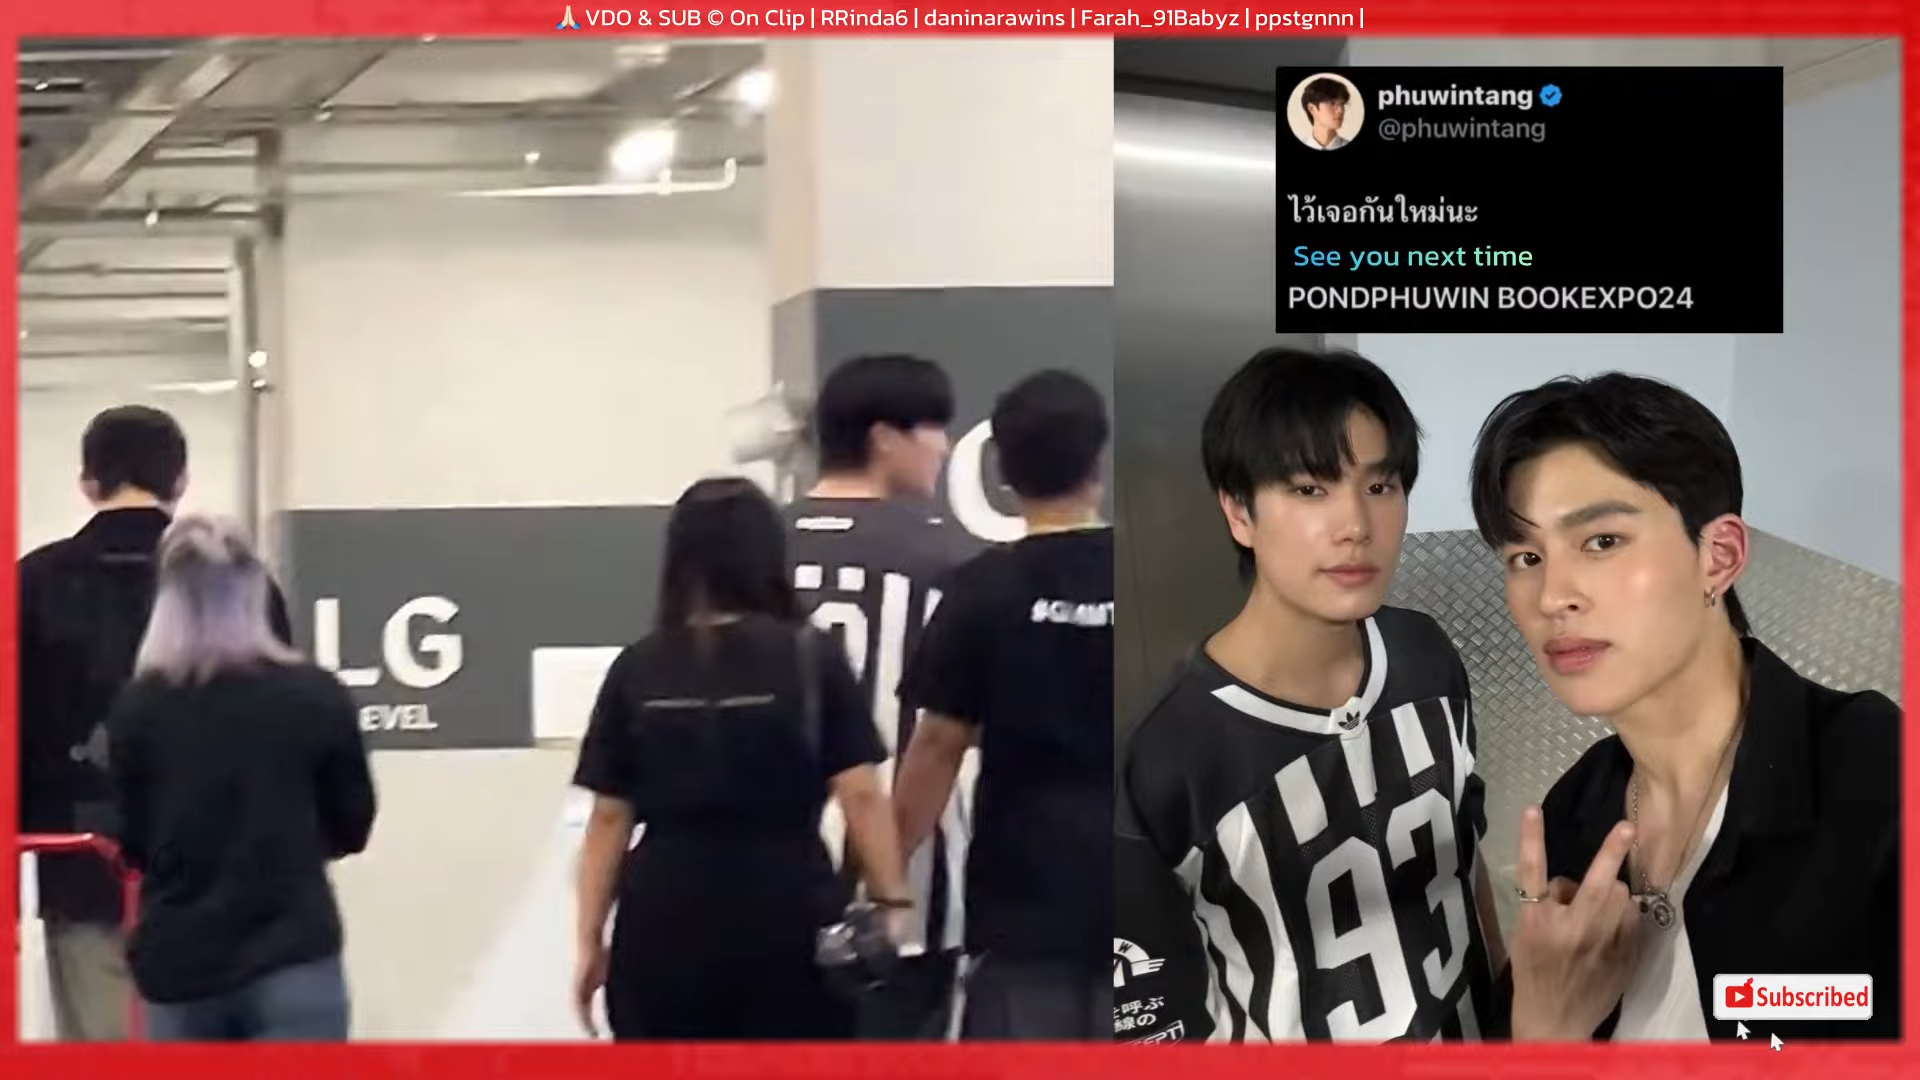 🙏🏻 VDO & SUB © On Clip | RRinda6 | daninarawins | Farah_91Babyz | ppstgnnn |
phuwintang
@phuwintang
ไว้เจอกันใหม่นะ
See you next time
PONDPHUWIN BOOKEXPO24
LG
EVEL
93
Subscribed